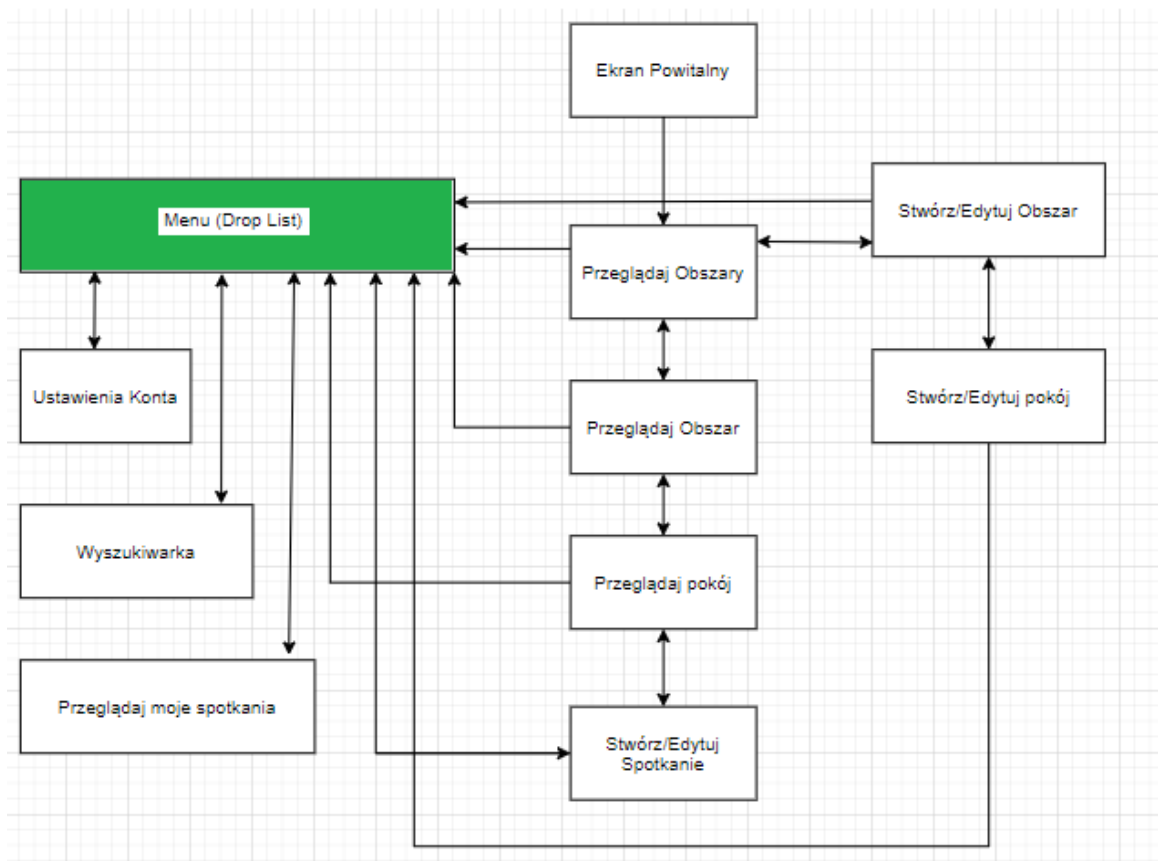 Ekran Powitalny
Menu (Drop List)
Stwórz/Edytuj Obszar
Przeglądaj Obszary
Ustawienia Konta
Przeglądaj Obszar
Stwórz/Edytuj pokój
Wyszukiwarka
Przeglądaj pokój
Przeglądaj moje spotkania
Stwórz/Edytuj
Spotkanie